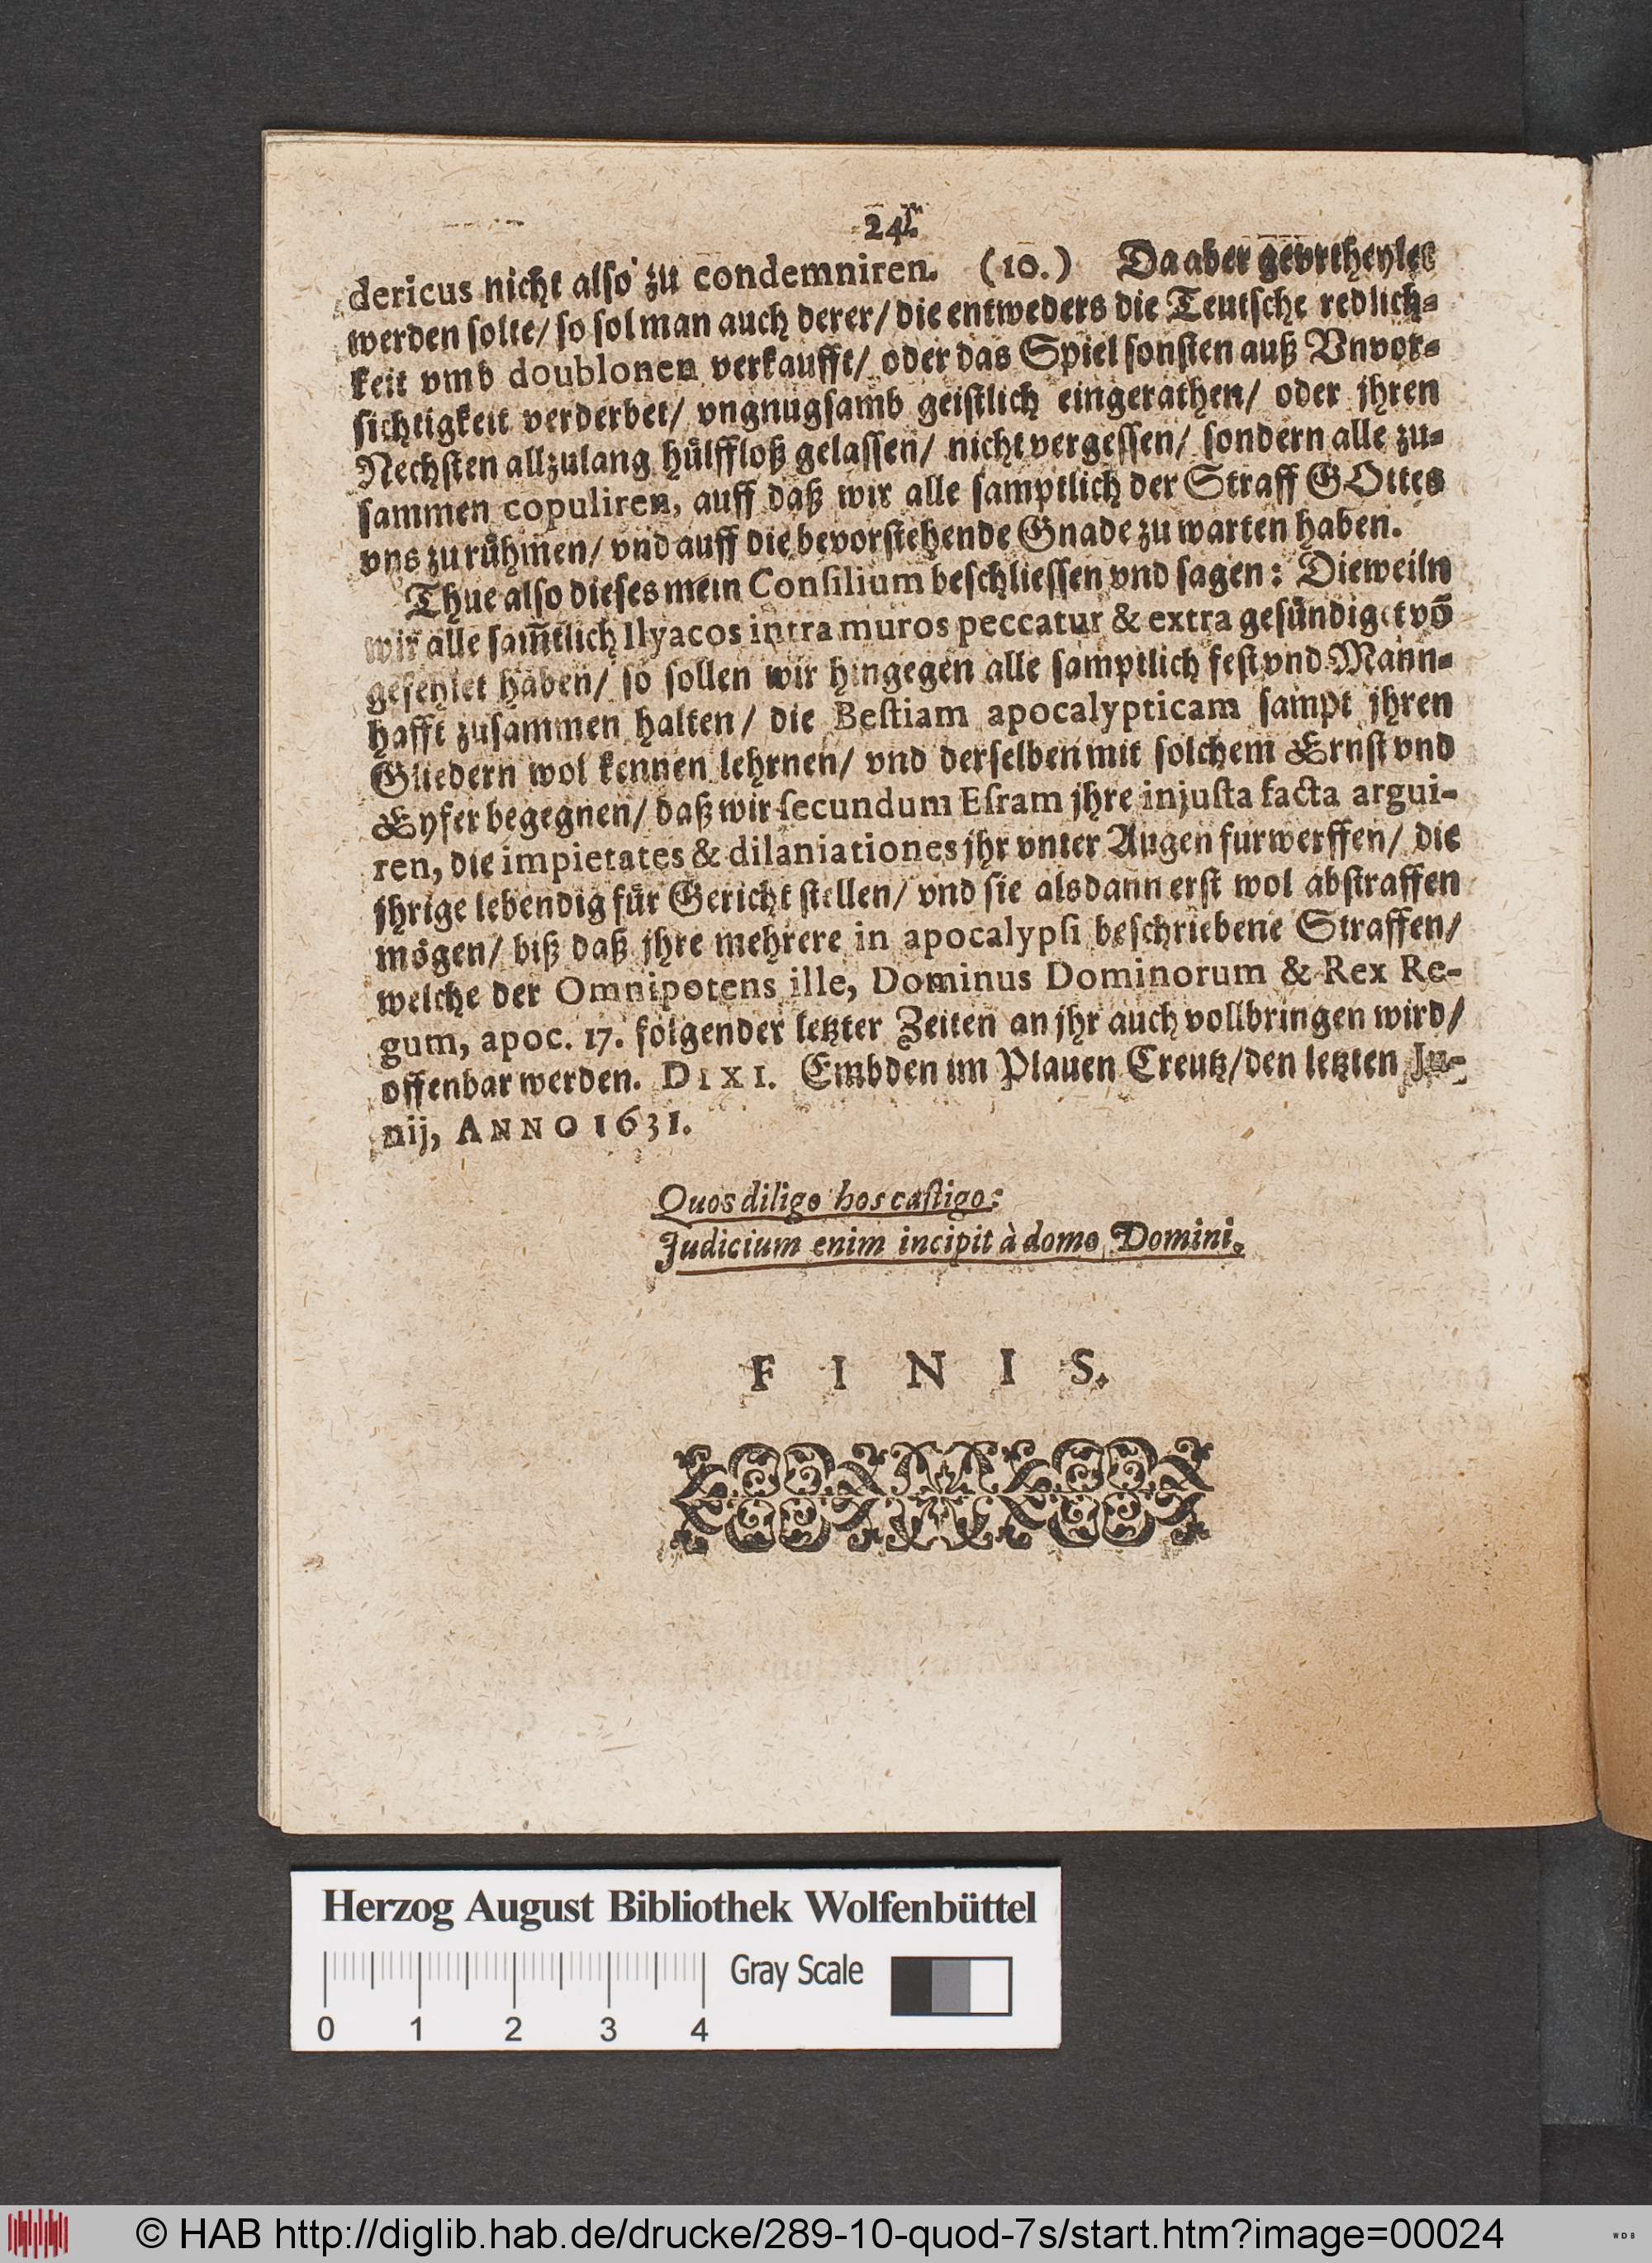 24.
dericus nicht also zu condemniren. (10.) Da aber gevrtheylet
werden solte/ so sol man auch derer/ die entweders die Teutsche redlich-
keit vmb doublonen verkaufft/ oder das Spiel sonsten auß Vnvor-
sichtigkeit verderbet/ vngnugsamb geistlich eingerathen/ oder jhren
Nechsten allzulang hülffloß gelassen/ nicht vergessen/ sondern alle zu-
sammen copuliren, auff daß wir alle samptlich der Straff GOttes
vns zu rühmen/ vnd auff die bevorstehende Gnade zu warten haben.
Thue also dieses mein Consilium beschliessen vnd sagen: Dieweiln
wir alle sam̃tlich Ilyacos intra muros peccatur & extra gesündiget võ
gefehlet haben/ so sollen wir hingegen alle samptlich fest vnd Mann-
hafft zusammen halten/ die Bestiam apocalypticam sampt jhren
Gliedern wol kennen lehrnen/ vnd derselben mit solchem Ernst vnd
Eyfer begegnen/ daß wir secundum Esram jhre injusta facta argui-
ren, die impietates & dilaniationes jhr vnter Augen furwerffen/ die
jhrige lebendig für Gericht stellen/ vnd sie alsdann erst wol abstraffen
mögen/ biß daß jhre mehrere in apocalypsi beschriebene Straffen/
welche der Omnipotens ille, Dominus Dominorum & Rex Re-
gum, apoc. 17. folgender letzter Zeiten an jhr auch vollbringen wird/
offenbar werden. DIXI. Embden im Plauen Creutz/ den letzten Ju-
nij, ANNO 1631.
Quos diligo hos castigo:
Judicium enim incipit à domo Domini.
F I N I S.
Herzog August Bibliothek Wolfenbüttel
Gray Scale
0 1 2 3 4
© HAB http://diglib.hab.de/drucke/289-10-quod-7s/start.htm?image=00024
WDB